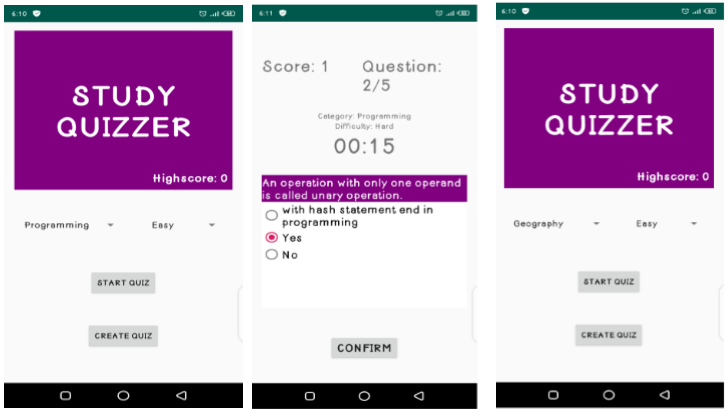 6:10
STUDY
QUIZZER
Highscore: 0
Programming
Easy
START QUIZ
CREATE QUIZ
6:11
Score: 1
Question:
2/5
Category: Programming
Difficulty: Hard
00:15
An operation with only one operand
is called unary operation.
with hash statement end in
programming
Yes
No
CONFIRM
6:10
STUDY
QUIZZER
Highscore: 0
Geography
Easy
START QUIZ
CREATE QUIZ